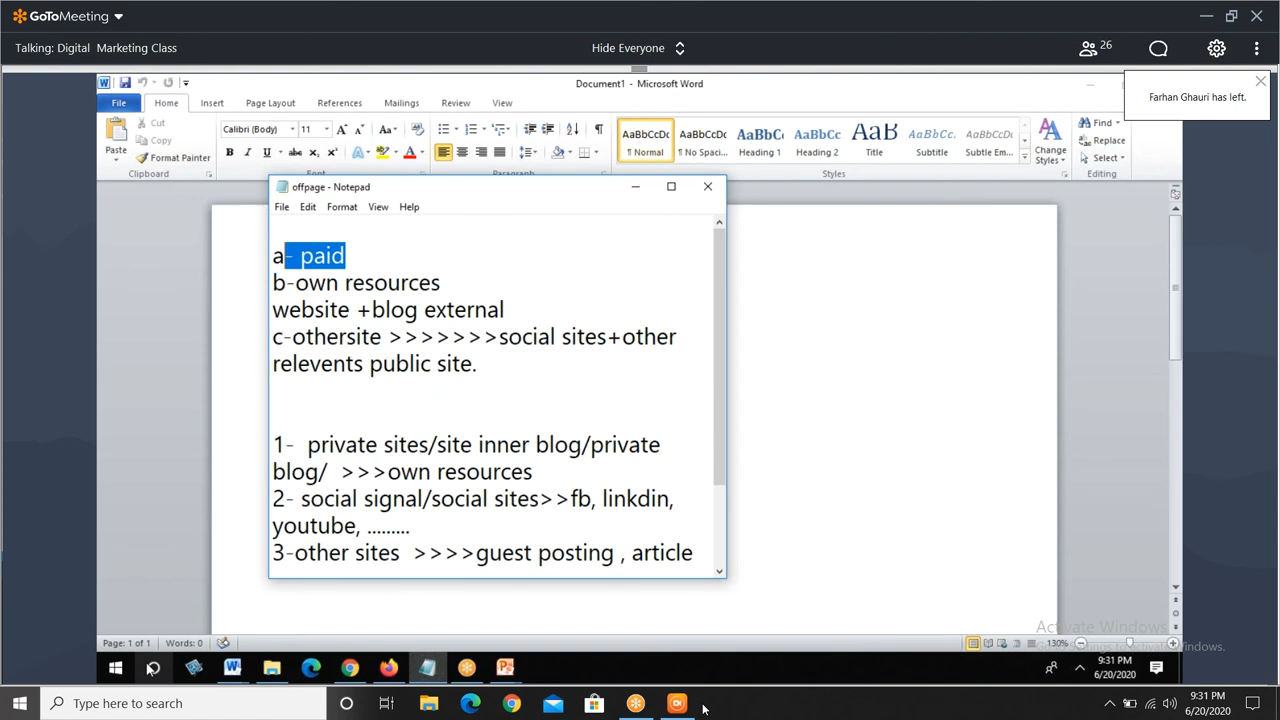 GoToMeeting
Talking: Digital Marketing Class
Hide Everyone
26
Farhan Ghauri has left.
Document1 - Microsoft Word
File Home Insert Page Layout References Mailings Review View
Paste
Cut
Copy
Format Painter
Clipboard
Calibri (Body) 11
Font
Paragraph
AaBbCcDc AaBbCcDc AaBbC AaBbCc AaB AaBbCc. AaBbCcDc
¶ Normal ¶ No Spaci... Heading 1 Heading 2 Title Subtitle Subtle Em...
Styles
Change
Styles
Find
Replace
Select
Editing
offpage - Notepad
File Edit Format View Help
a- paid
b-own resources
website +blog external
c-othersite >>>>>>>social sites+other
relevents public site.
1- private sites/site inner blog/private
blog/ >>>own resources
2- social signal/social sites>>fb, linkdin,
youtube, .........
3-other sites >>>>guest posting , article
Activate Windows
Page: 1 of 1 Words: 0
130%
9:31 PM
6/20/2020
Type here to search
9:31 PM
6/20/2020